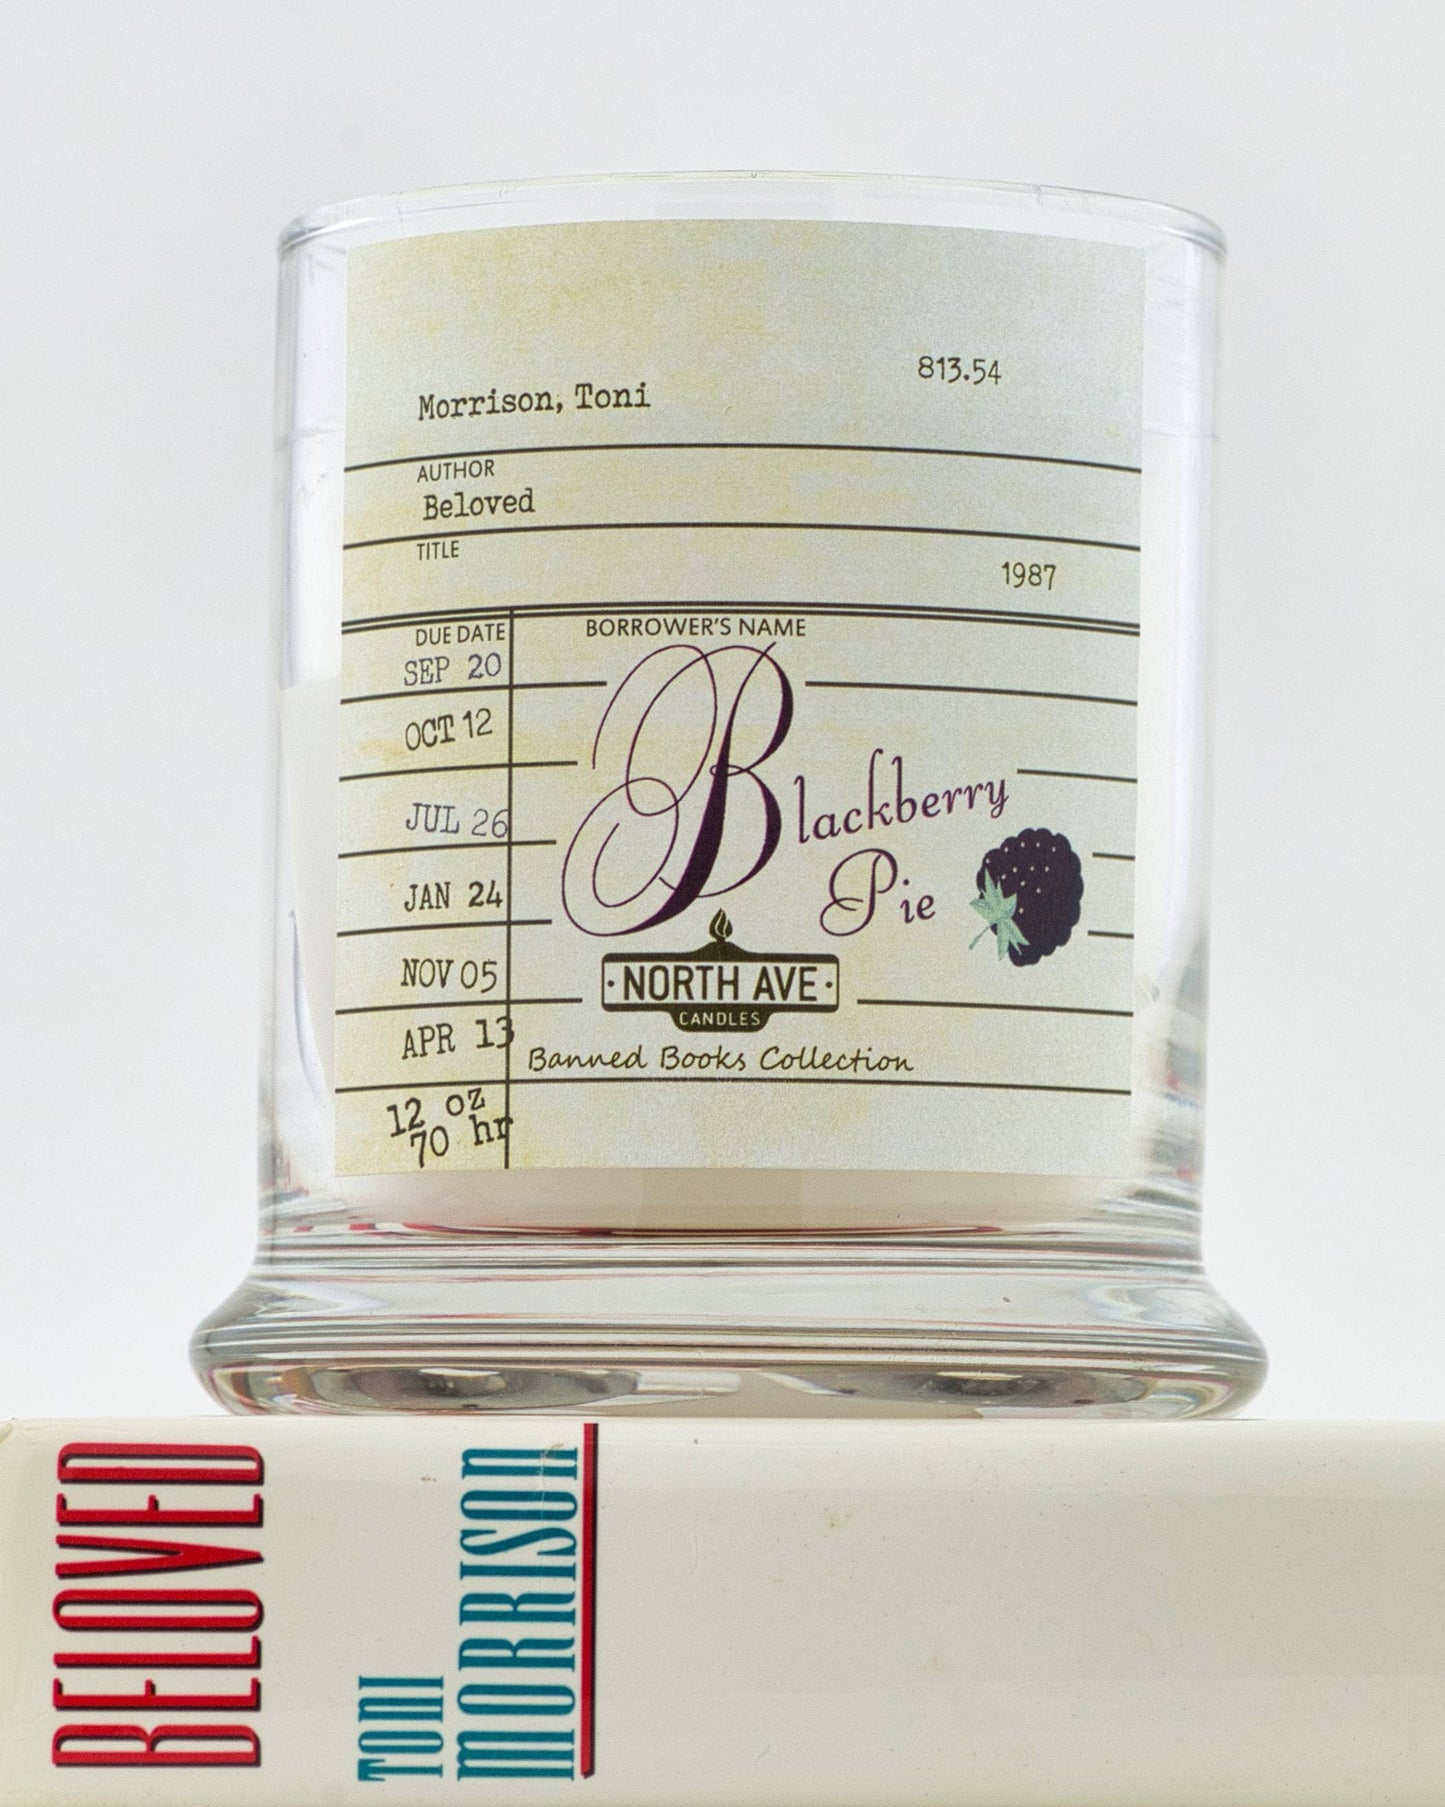 813.54
Morrison, Toni
AUTHOR
Beloved
TITLE
1987
DUE DATE BORROWER'S NAME
SEP 20
OCT 12
JUL 26
JAN 24
NOV 05
APR 13
12 oz
70 hr
Blackberry
Pie
NORTH AVE
CANDLES
Banned Books Collection
BELOVED
TONI
MORRISON